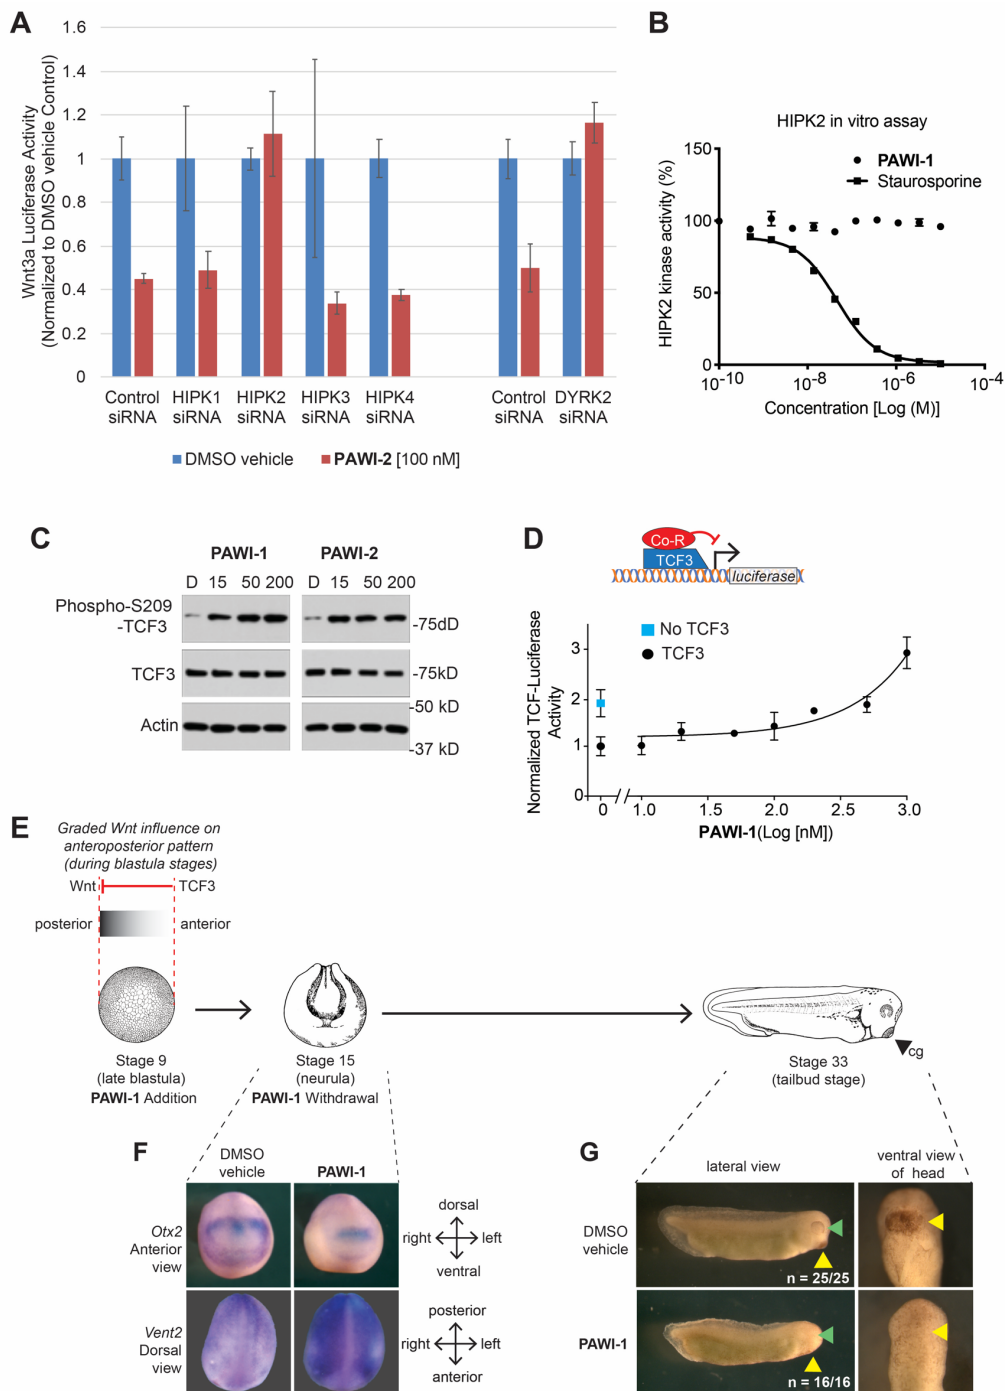 A
1.6
1.4
1.2
1
0.8
0.6
0.4
0.2
0
Wnt3a Luciferase Activity
(Normalized to DMSO vehicle Control)
Control siRNA
HIPK1 siRNA
HIPK2 siRNA
HIPK3 siRNA
HIPK4 siRNA
Control siRNA
DYRK2 siRNA
DMSO vehicle
PAWI-2 [100 nM]
B
HIPK2 in vitro assay
150
100
50
0
HIPK2 kinase activity (%)
PAWI-1
Staurosporine
10-10
10-8
10-6
10-4
Concentration [Log (M)]
C
PAWI-1
PAWI-2
D 15 50 200
D 15 50 200
Phospho-S209
-TCF3
-75dD
TCF3
-75kD
-50 kD
Actin
-37 kD
D
Co-R
TCF3
luciferase
No TCF3
TCF3
3
2
1
0
Normalized TCF-Luciferase
Activity
0 1.0 1.5 2.0 2.5 3.0
PAWI-1(Log [nM])
E
Graded Wnt influence on
anteroposterior pattern
(during blastula stages)
Wnt
TCF3
posterior
anterior
Stage 9
(late blastula)
PAWI-1 Addition
Stage 15
(neurula)
PAWI-1 Withdrawal
Stage 33
(tailbud stage)
cg
F
DMSO
vehicle
PAWI-1
Otx2
Anterior
view
dorsal
right
left
ventral
Vent2
Dorsal
view
posterior
right
left
anterior
G
lateral view
ventral view
of head
DMSO
vehicle
n = 25/25
PAWI-1
n = 16/16